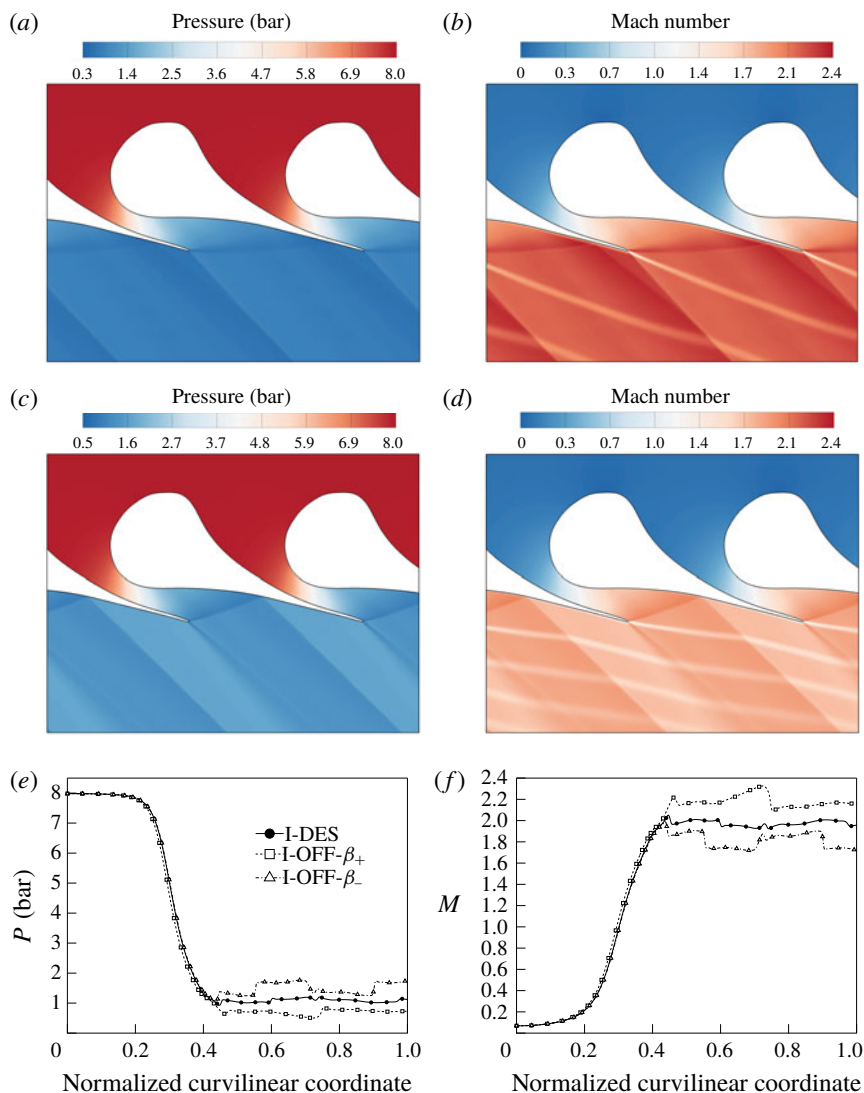 (a)
Pressure (bar)
0.3 1.4 2.5 3.6 4.7 5.8 6.9 8.0
(b)
Mach number
0 0.3 0.7 1.0 1.4 1.7 2.1 2.4
(c)
Pressure (bar)
0.5 1.6 2.7 3.7 4.8 5.9 6.9 8.0
(d)
Mach number
0 0.3 0.7 1.0 1.4 1.7 2.1 2.4
(e)
8
7
6
5
4
3
2
1
P (bar)
I-DES
I-OFF-β+
I-OFF-β−
0 0.2 0.4 0.6 0.8 1.0
Normalized curvilinear coordinate
(f)
2.4
2.2
2.0
1.8
1.6
1.4
1.2
1.0
0.8
0.6
0.4
0.2
M
0 0.2 0.4 0.6 0.8 1.0
Normalized curvilinear coordinate